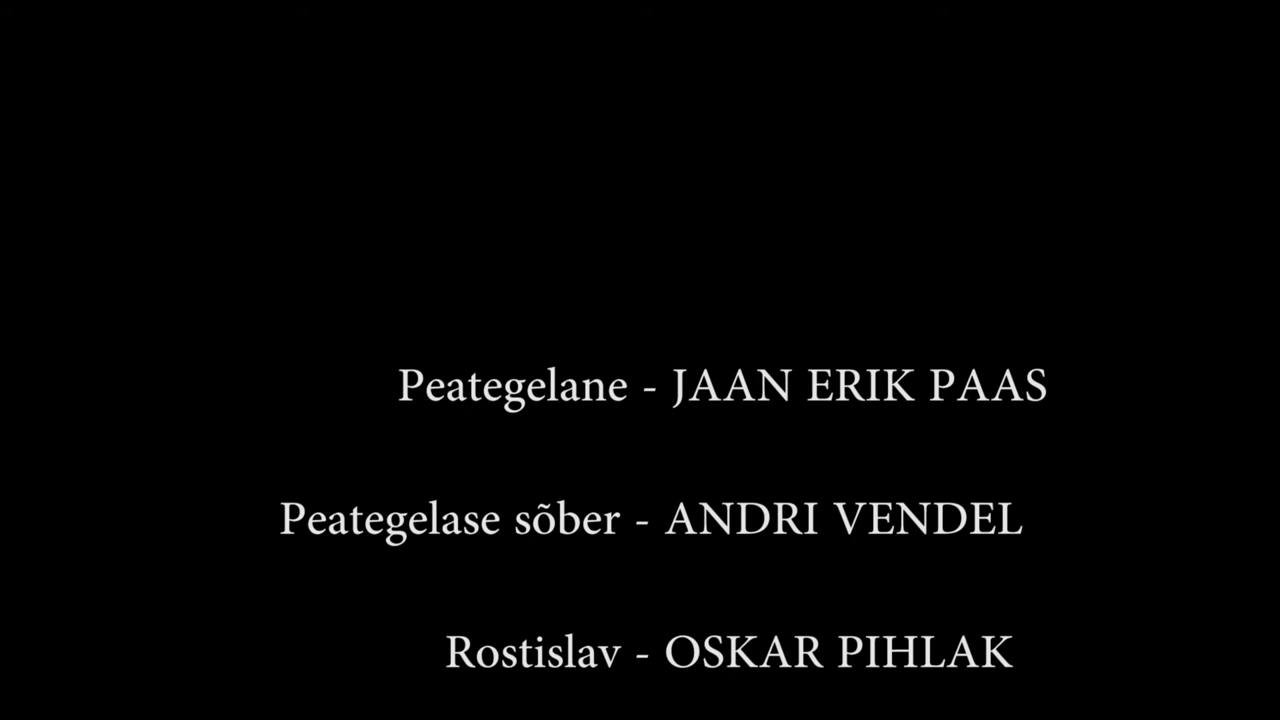 Peategelane - JAAN ERIK PAAS
Peategelase sõber - ANDRI VENDEL
Rostislav - OSKAR PIHLAK